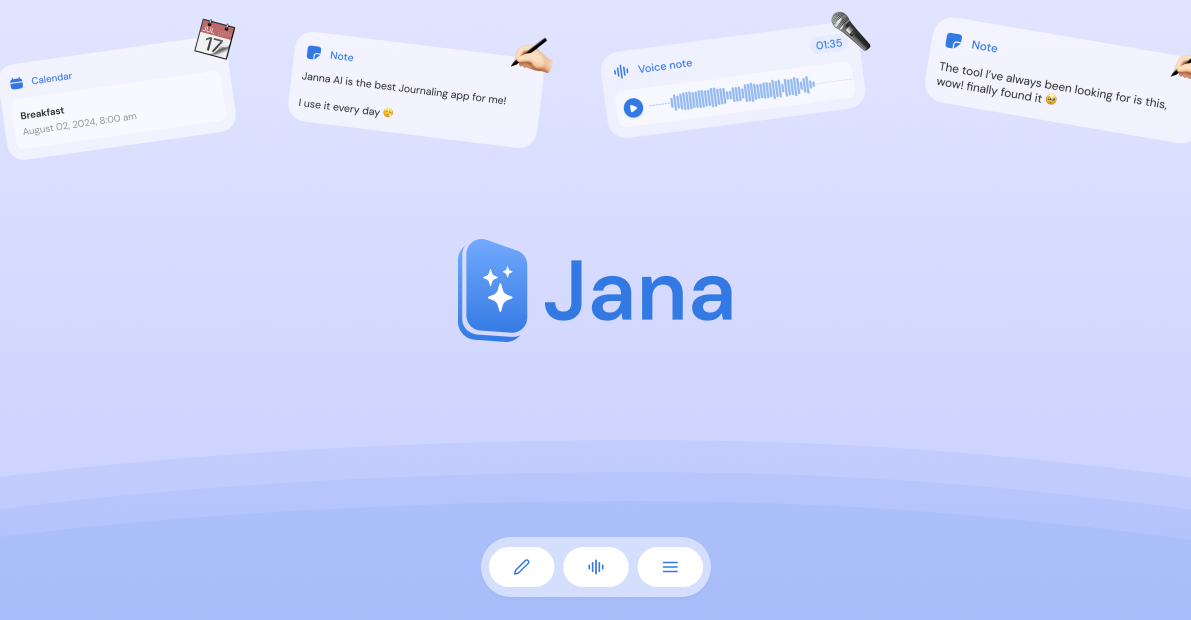 JUL
17
Calendar
Breakfast
August 02, 2024, 8:00 am
Note
Janna AI is the best Journaling app for me!
I use it every day 😚
Voice note
01:35
Note
The tool I've always been looking for is this,
wow! finally found it 🥹
Jana